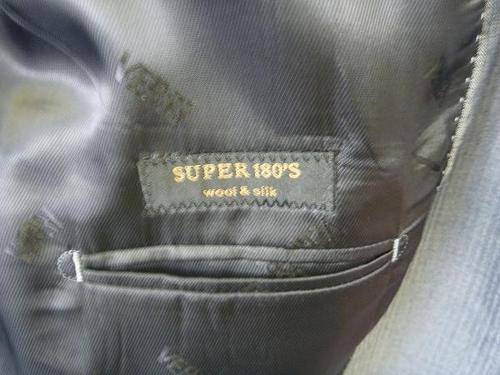 SUPER 180'S
wool & silk